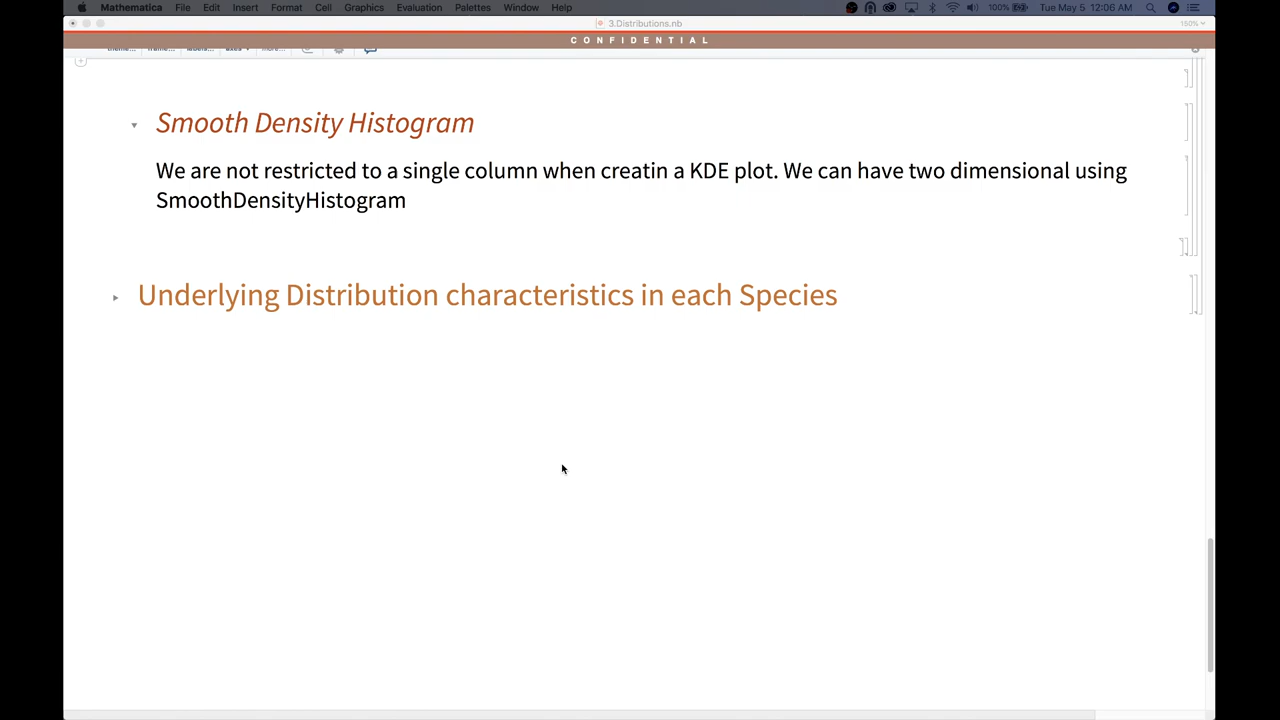 Mathematica File Edit Insert Format Cell Graphics Evaluation Palettes Window Help 100% Tue May 5 12:06 AM
3.Distributions.nb 150%
CONFIDENTIAL
Smooth Density Histogram
We are not restricted to a single column when creatin a KDE plot. We can have two dimensional using
SmoothDensityHistogram
Underlying Distribution characteristics in each Species